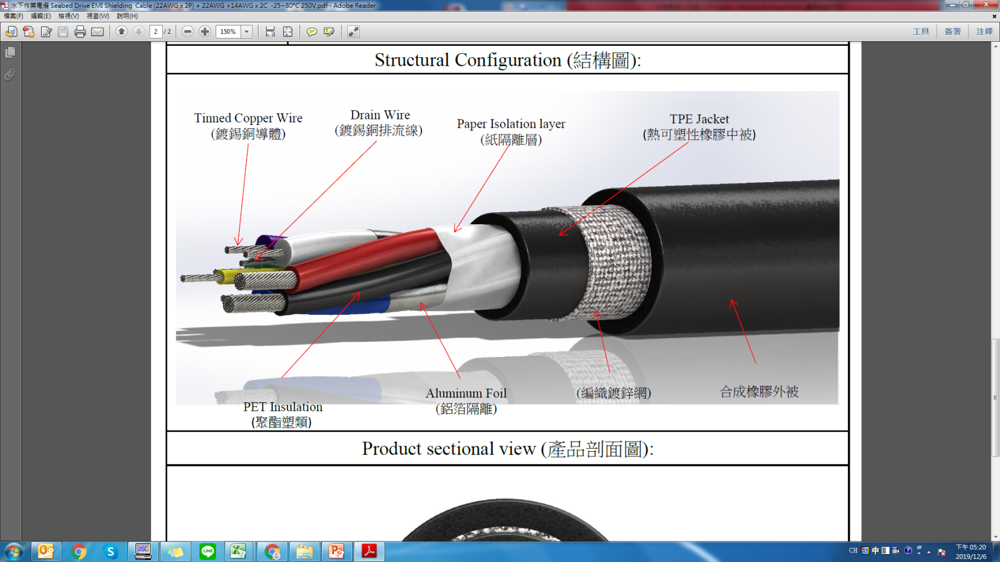 水下作業電纜 Seabed Drive EMI Shielding Cable (22AWG x 2P) + 22AWG +14AWG x 2C -25~80°C 250V.pdf - Adobe Reader
檔案(F) 編輯(E) 檢視(V) 視窗(W) 說明(H)
2 / 2 150% 工具 簽署 注釋
Structural Configuration (結構圖):
Tinned Copper Wire
(鍍錫銅導體)
Drain Wire
(鍍錫銅排流線)
Paper Isolation layer
(紙隔離層)
TPE Jacket
(熱可塑性橡膠中被)
PET Insulation
(聚酯塑類)
Aluminum Foil
(鋁箔隔離)
(編織鍍鋅網)
合成橡膠外被
Product sectional view (產品剖面圖):
DSC
LINE
CH 中
下午 05:20
2019/12/6